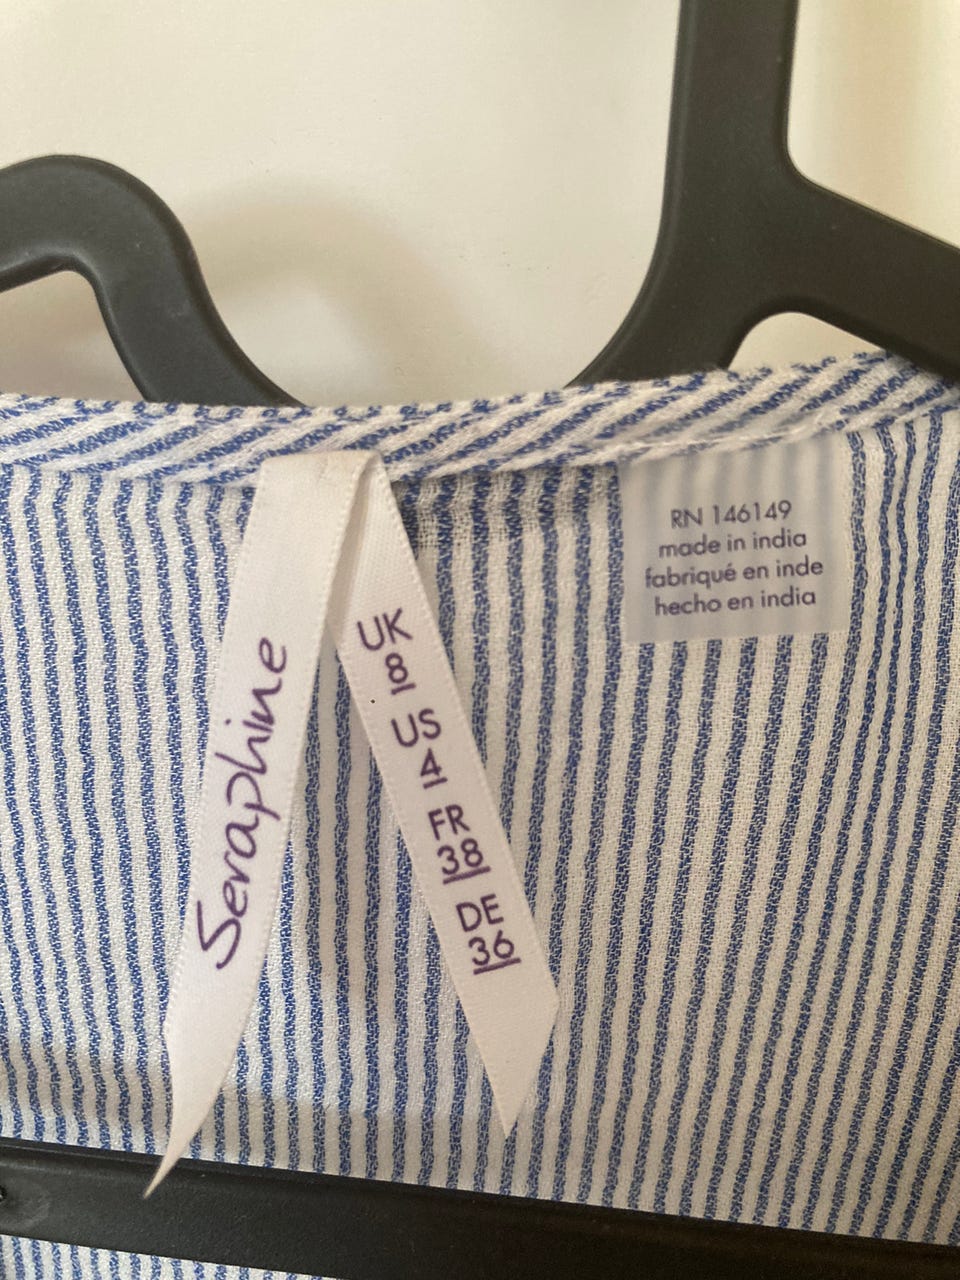 Seraphine
UK
8
US
4
FR
38
DE
36
RN 146149
made in india
fabriqué en inde
hecho en india